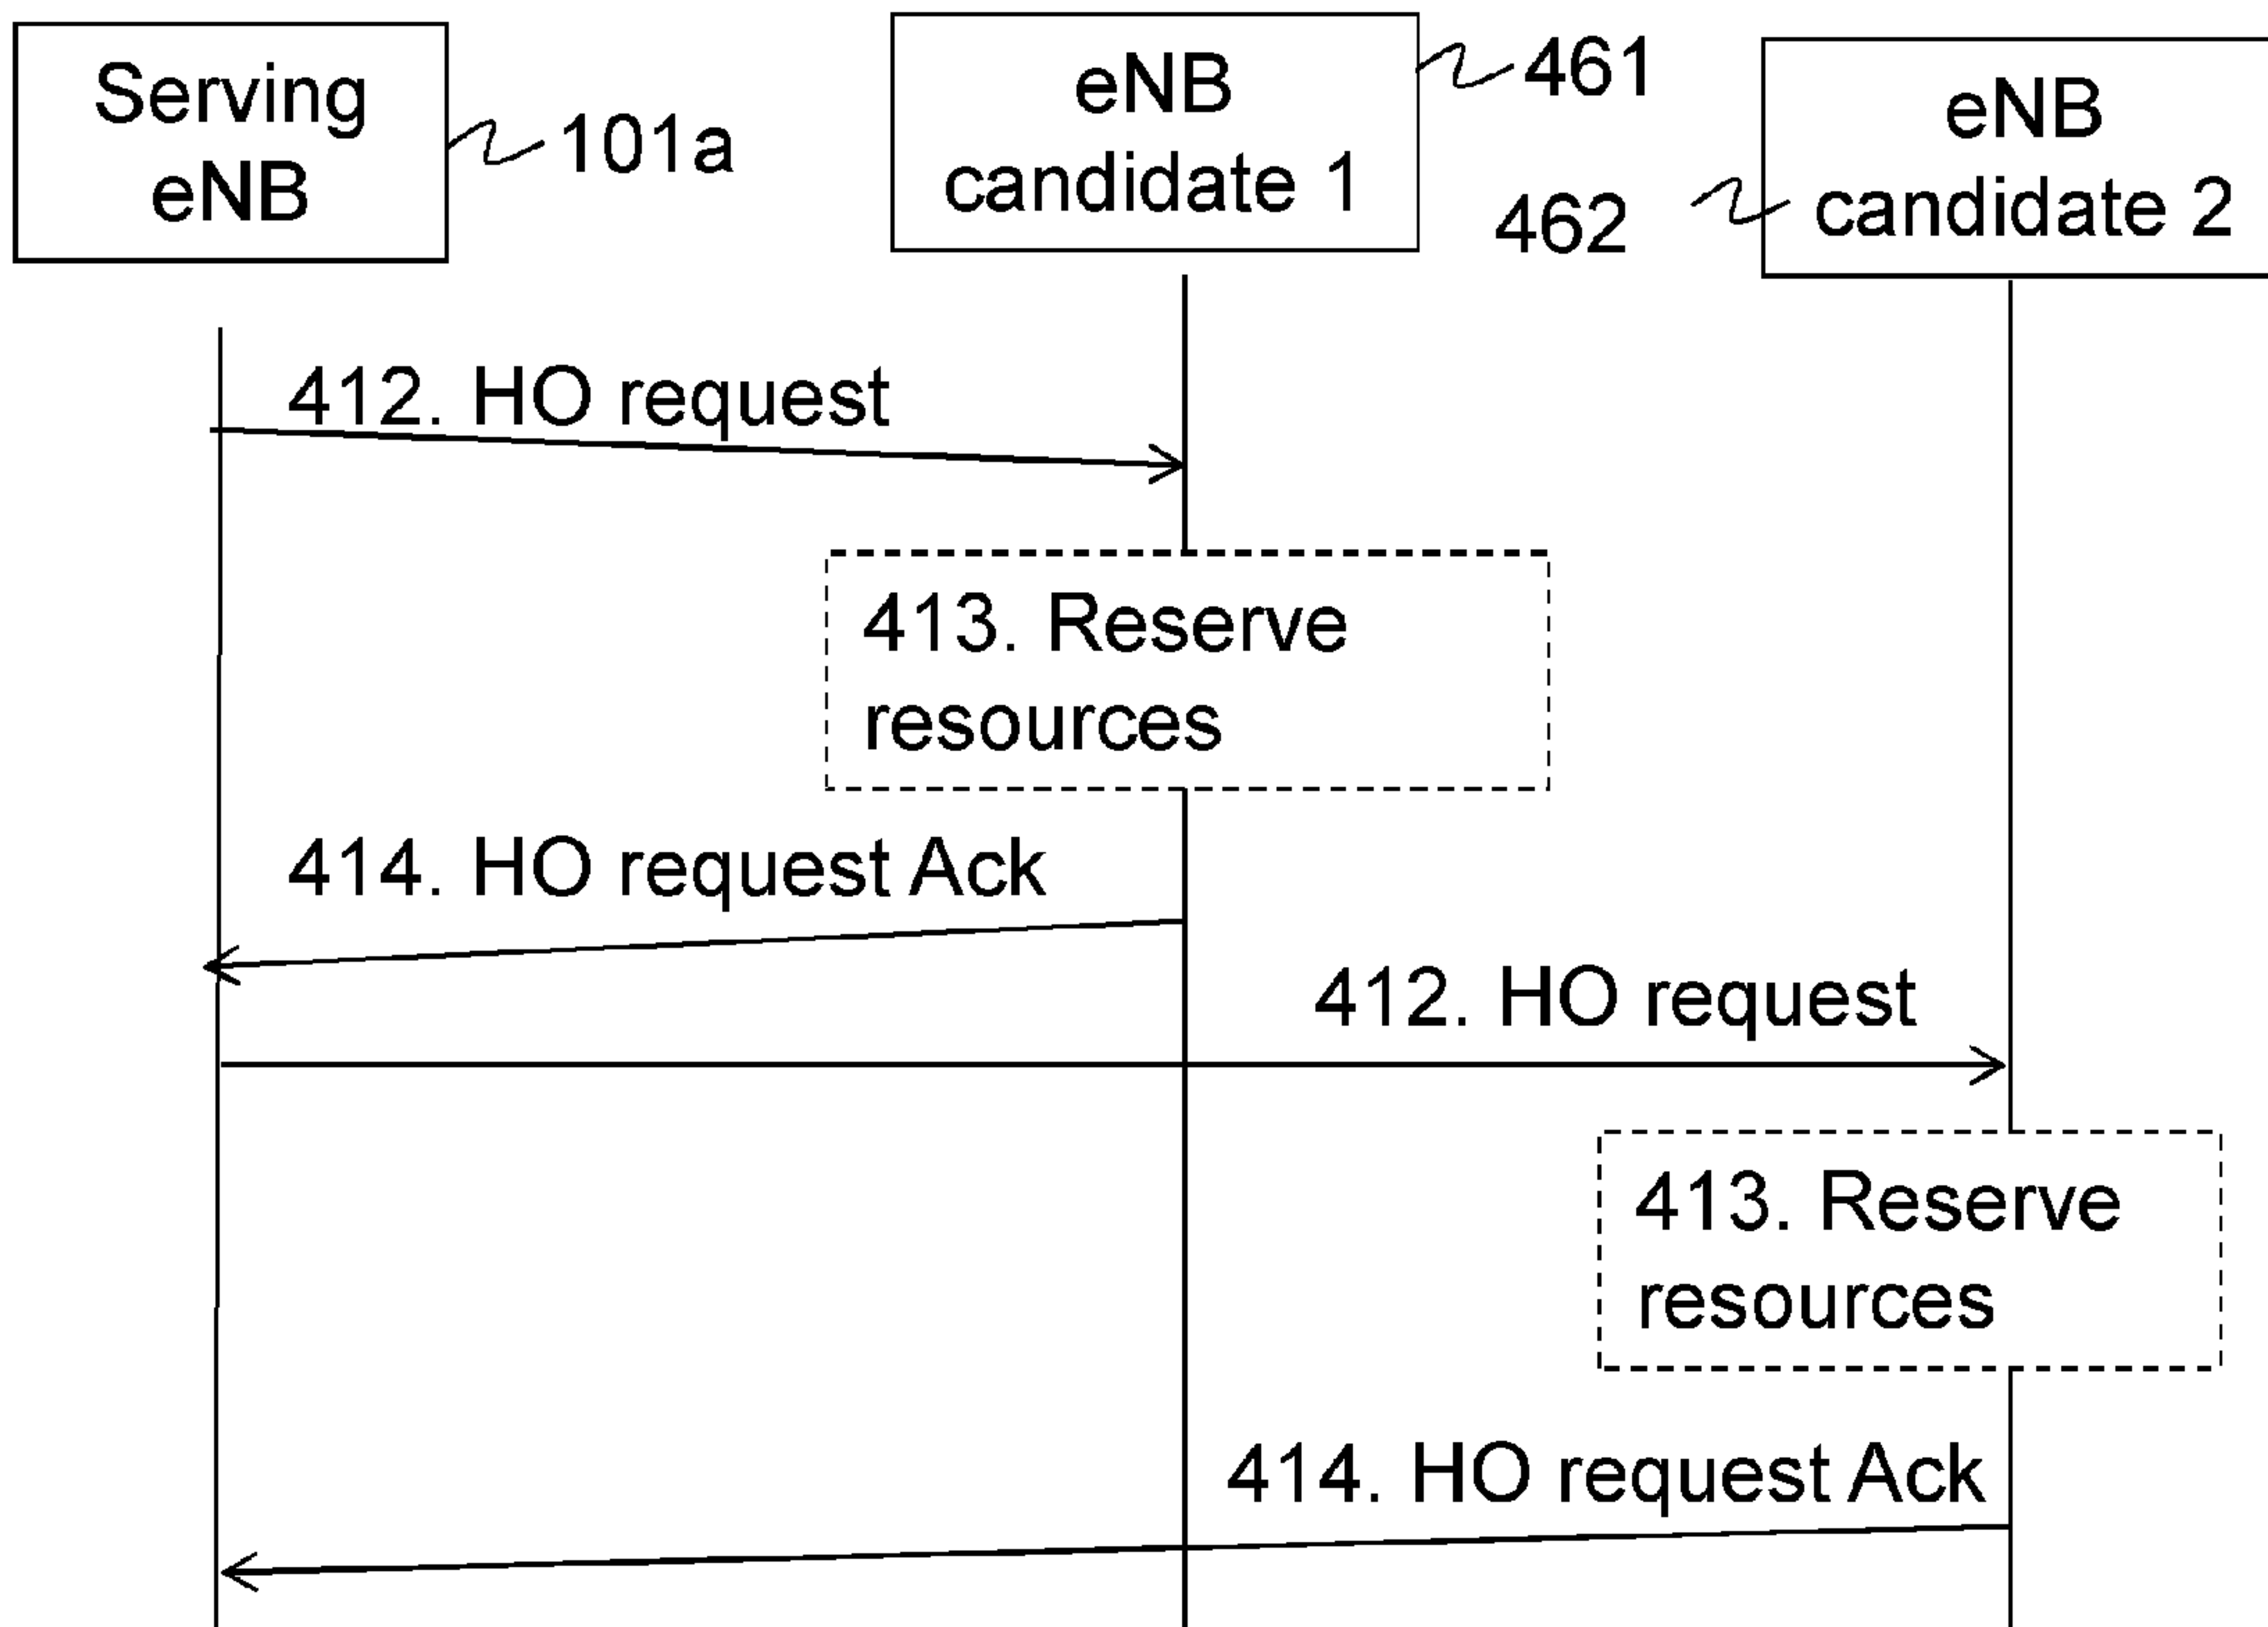 Serving
eNB
101a
eNB
candidate 1
461
eNB
candidate 2
462
412. HO request
413. Reserve
resources
414. HO request Ack
412. HO request
413. Reserve
resources
414. HO request Ack